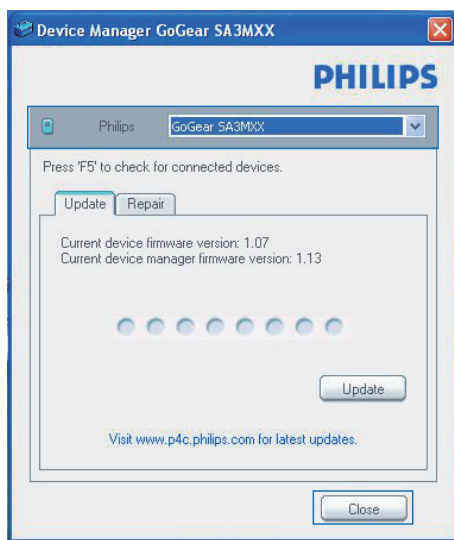 Device Manager GoGear SA3MXX
PHILIPS
Philips GoGear SA3MXX
Press 'F5' to check for connected devices.
Update Repair
Current device firmware version: 1.07
Current device manager firmware version: 1.13
Update
Visit www.p4c.philips.com for latest updates.
Close